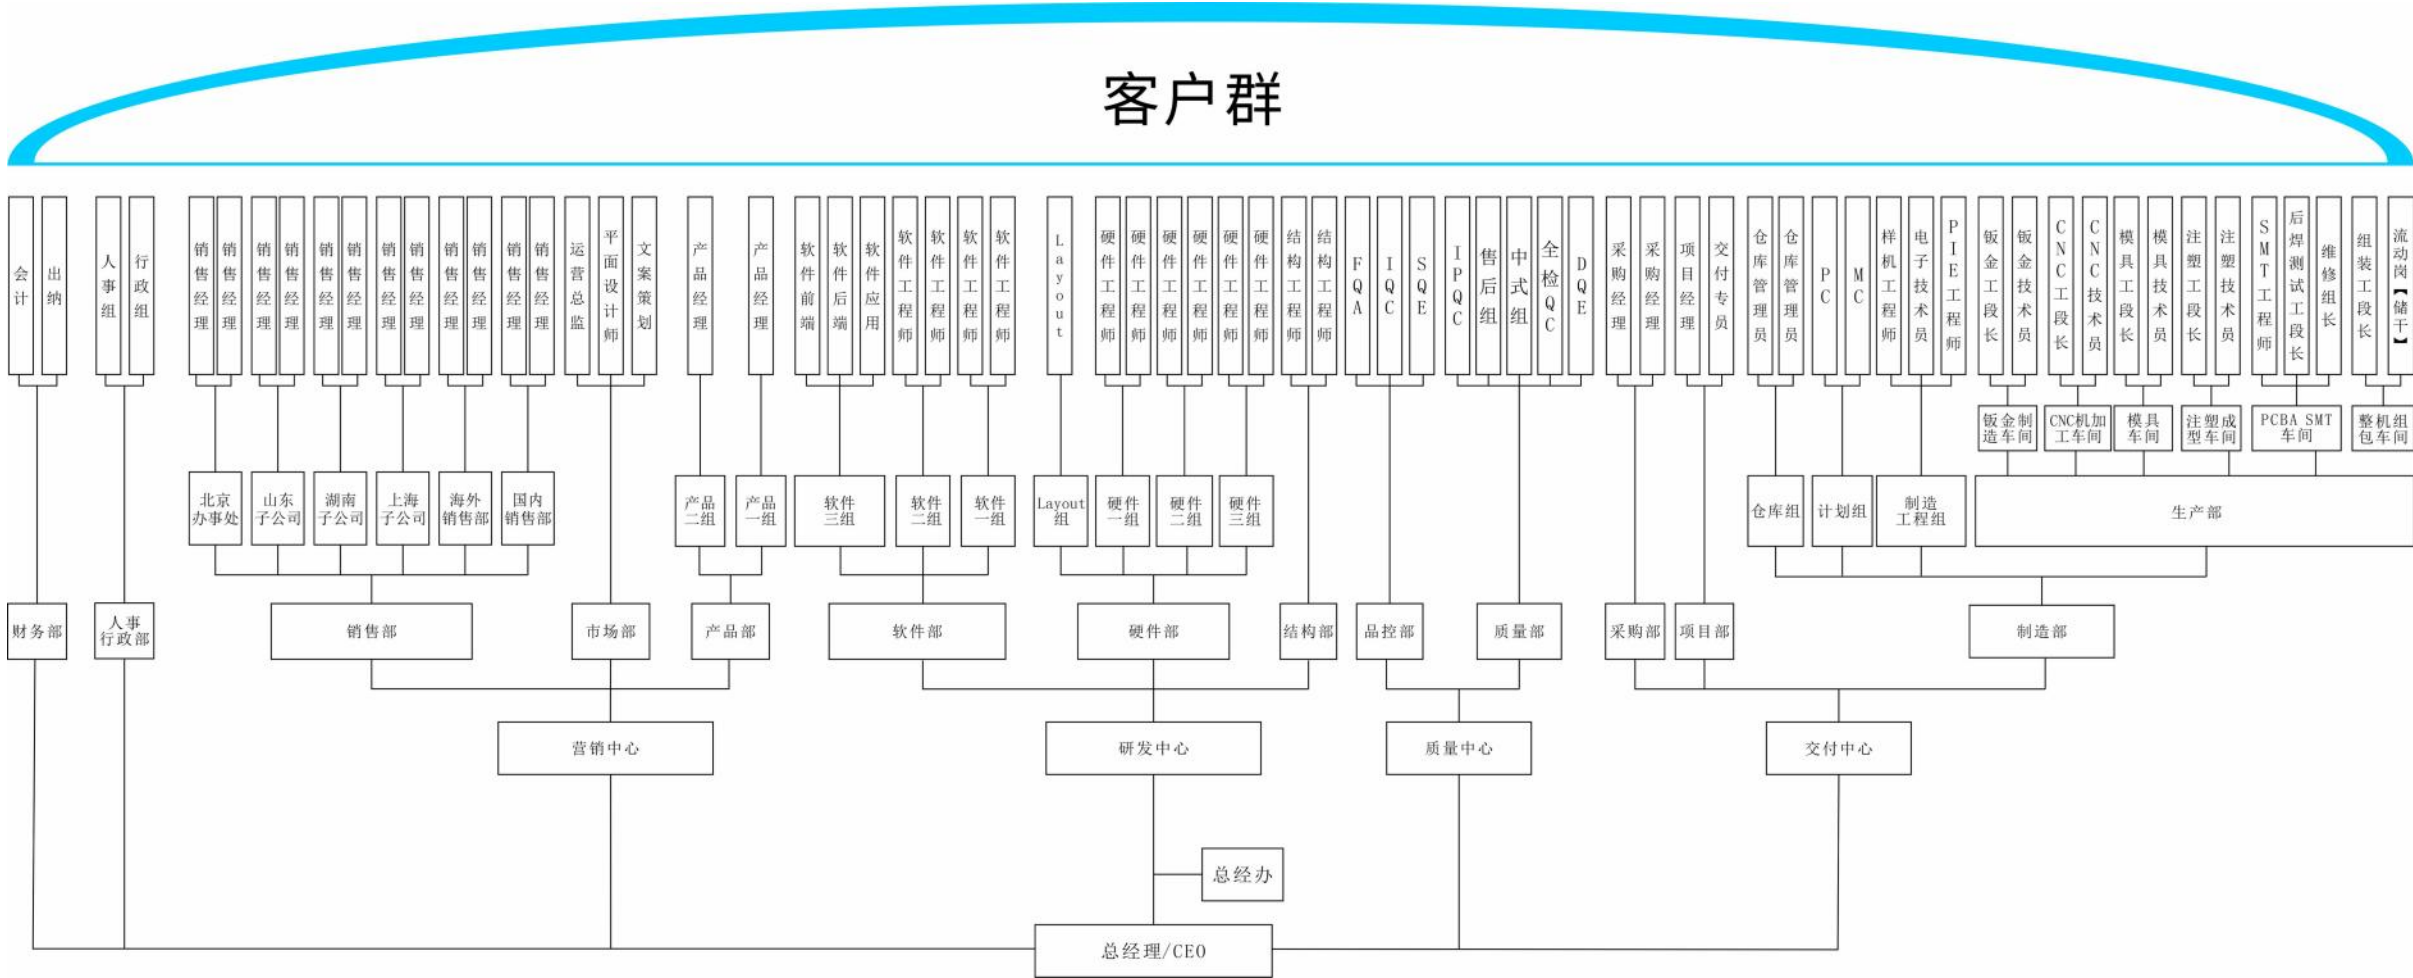 客户群
会计
出纳
人事组
行政组
销售经理
销售经理
销售经理
销售经理
销售经理
销售经理
销售经理
销售经理
销售经理
销售经理
销售经理
销售经理
运营总监
平面设计师
文案策划
产品经理
产品经理
软件前端
软件后端
软件应用
软件工程师
软件工程师
软件工程师
软件工程师
Layout
硬件工程师
硬件工程师
硬件工程师
硬件工程师
硬件工程师
硬件工程师
结构工程师
结构工程师
FQA
IQC
SQE
IPQC
售后组
中式组
全检QC
DQE
采购经理
采购经理
项目经理
交付专员
仓库管理员
仓库管理员
PC
MC
样机工程师
电子技术员
PIE工程师
钣金工段长
钣金技术员
CNC工段长
CNC技术员
模具工段长
模具技术员
注塑工段长
注塑技术员
SMT工程师
后焊测试工段长
维修组长
组装工段长
流动岗【储干】
钣金制
造车间
CNC机加
工车间
模具
车间
注塑成
型车间
PCBA SMT
车间
整机组
包车间
北京
办事处
山东
子公司
湖南
子公司
上海
子公司
海外
销售部
国内
销售部
产品
二组
产品
一组
软件
三组
软件
二组
软件
一组
Layout
组
硬件
一组
硬件
二组
硬件
三组
仓库组
计划组
制造
工程组
生产部
财务部
人事
行政部
销售部
市场部
产品部
软件部
硬件部
结构部
品控部
质量部
采购部
项目部
制造部
营销中心
研发中心
质量中心
交付中心
总经办
总经理/CEO